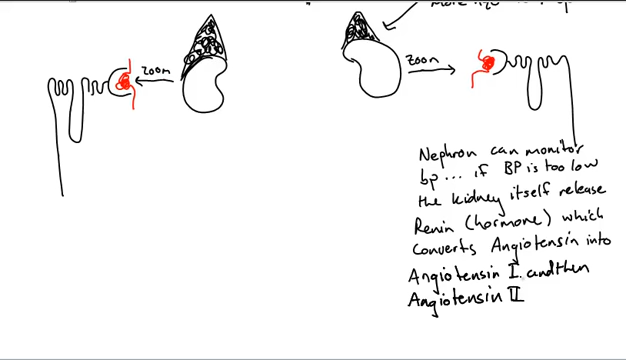 zoom
zoom
Nephron can monitor
bp... if BP is too low
the kidney itself release
Renin (hormone) which
converts Angiotensin into
Angiotensin I. and then
Angiotensin II